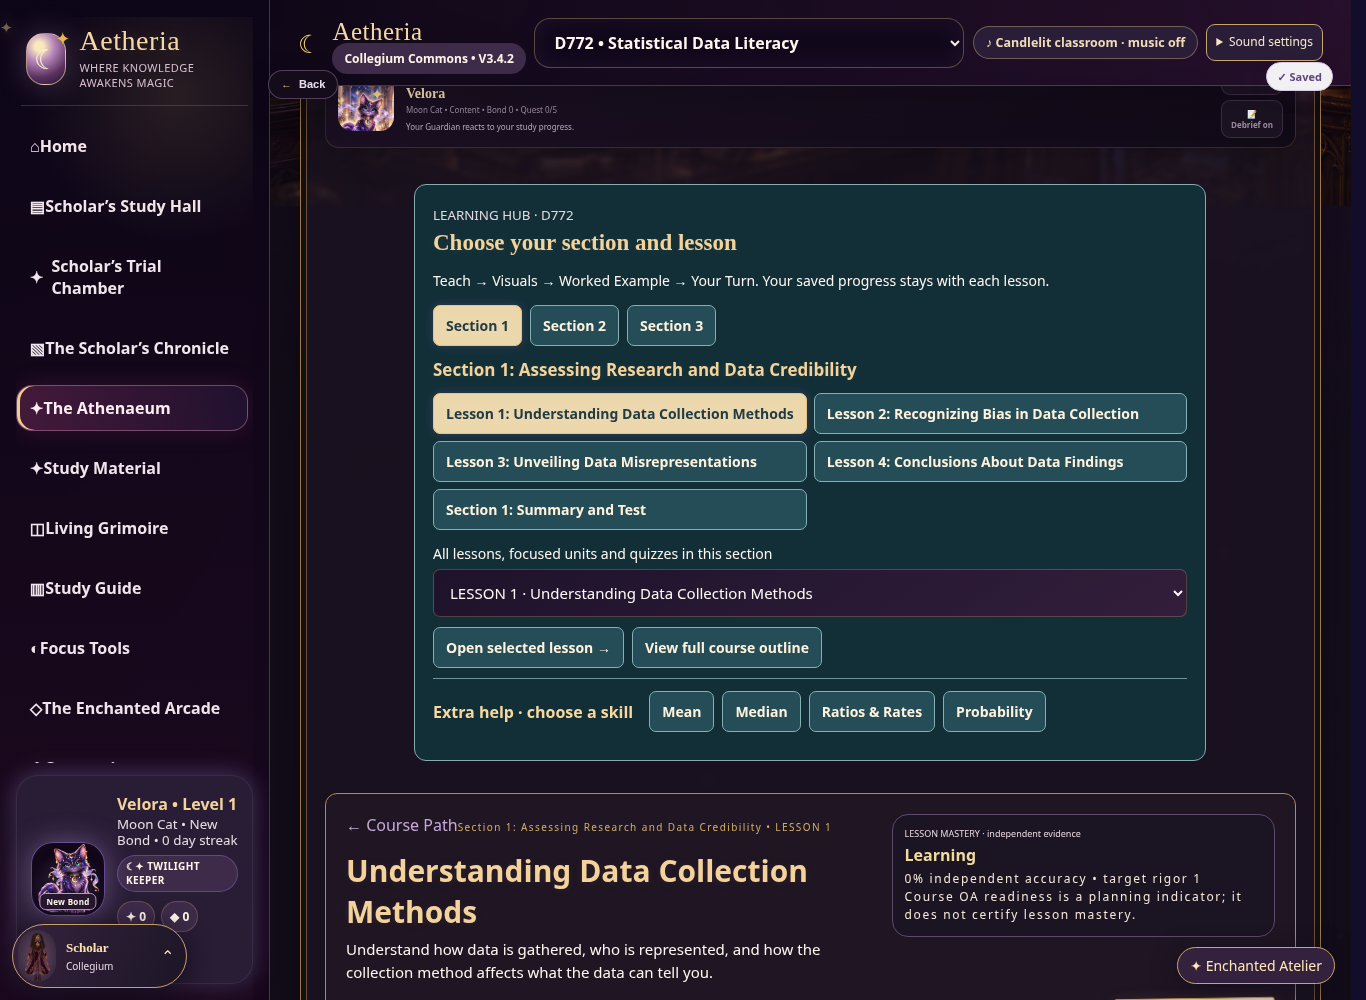 Aetheria
WHERE KNOWLEDGE
AWAKENS MAGIC
Home
Scholar's Study Hall
Scholar's Trial
Chamber
The Scholar's Chronicle
The Athenaeum
Study Material
Living Grimoire
Study Guide
Focus Tools
The Enchanted Arcade
Velora • Level 1
Moon Cat • New
Bond • 0 day streak
☾✦ TWILIGHT
KEEPER
New Bond
✦ 0
◆ 0
Scholar
Collegium
Aetheria
Collegium Commons • V3.4.2
← Back
D772 • Statistical Data Literacy
♪ Candlelit classroom · music off
▶ Sound settings
✓ Saved
Velora
Moon Cat • Content • Bond 0 • Quest 0/5
Your Guardian reacts to your study progress.
Debrief on
LEARNING HUB · D772
Choose your section and lesson
Teach → Visuals → Worked Example → Your Turn. Your saved progress stays with each lesson.
Section 1
Section 2
Section 3
Section 1: Assessing Research and Data Credibility
Lesson 1: Understanding Data Collection Methods
Lesson 2: Recognizing Bias in Data Collection
Lesson 3: Unveiling Data Misrepresentations
Lesson 4: Conclusions About Data Findings
Section 1: Summary and Test
All lessons, focused units and quizzes in this section
LESSON 1 · Understanding Data Collection Methods
Open selected lesson →
View full course outline
Extra help · choose a skill
Mean
Median
Ratios & Rates
Probability
← Course Path
Section 1: Assessing Research and Data Credibility • LESSON 1
Understanding Data Collection
Methods
Understand how data is gathered, who is represented, and how the
collection method affects what the data can tell you.
LESSON MASTERY · independent evidence
Learning
0% independent accuracy • target rigor 1
Course OA readiness is a planning indicator; it
does not certify lesson mastery.
✦ Enchanted Atelier